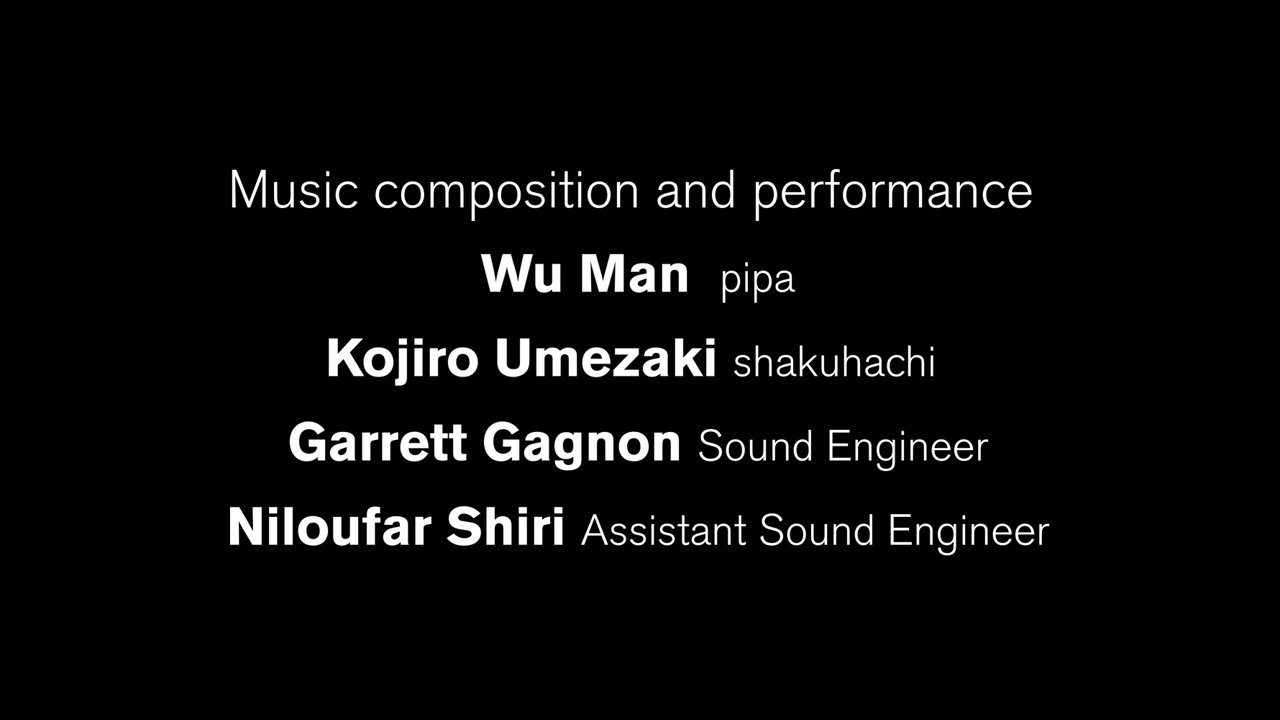 Music composition and performance
Wu Man pipa
Kojiro Umezaki shakuhachi
Garrett Gagnon Sound Engineer
Niloufar Shiri Assistant Sound Engineer